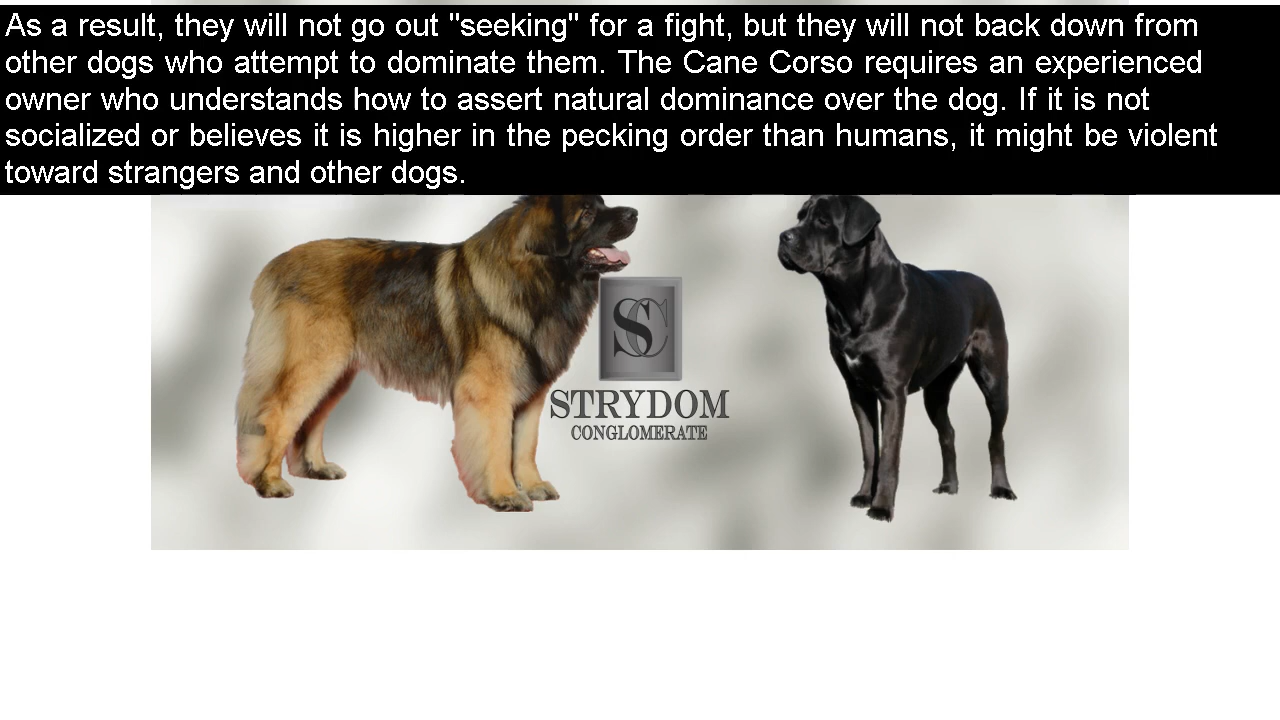 As a result, they will not go out "seeking" for a fight, but they will not back down from
other dogs who attempt to dominate them. The Cane Corso requires an experienced
owner who understands how to assert natural dominance over the dog. If it is not
socialized or believes it is higher in the pecking order than humans, it might be violent
toward strangers and other dogs.
SC
STRYDOM
CONGLOMERATE